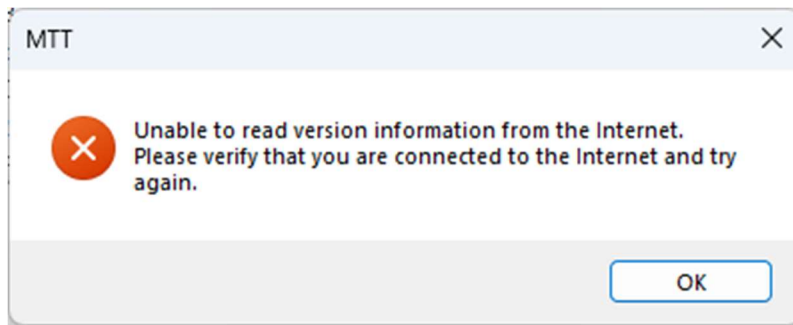 MTT
Unable to read version information from the Internet.
Please verify that you are connected to the Internet and try
again.
OK